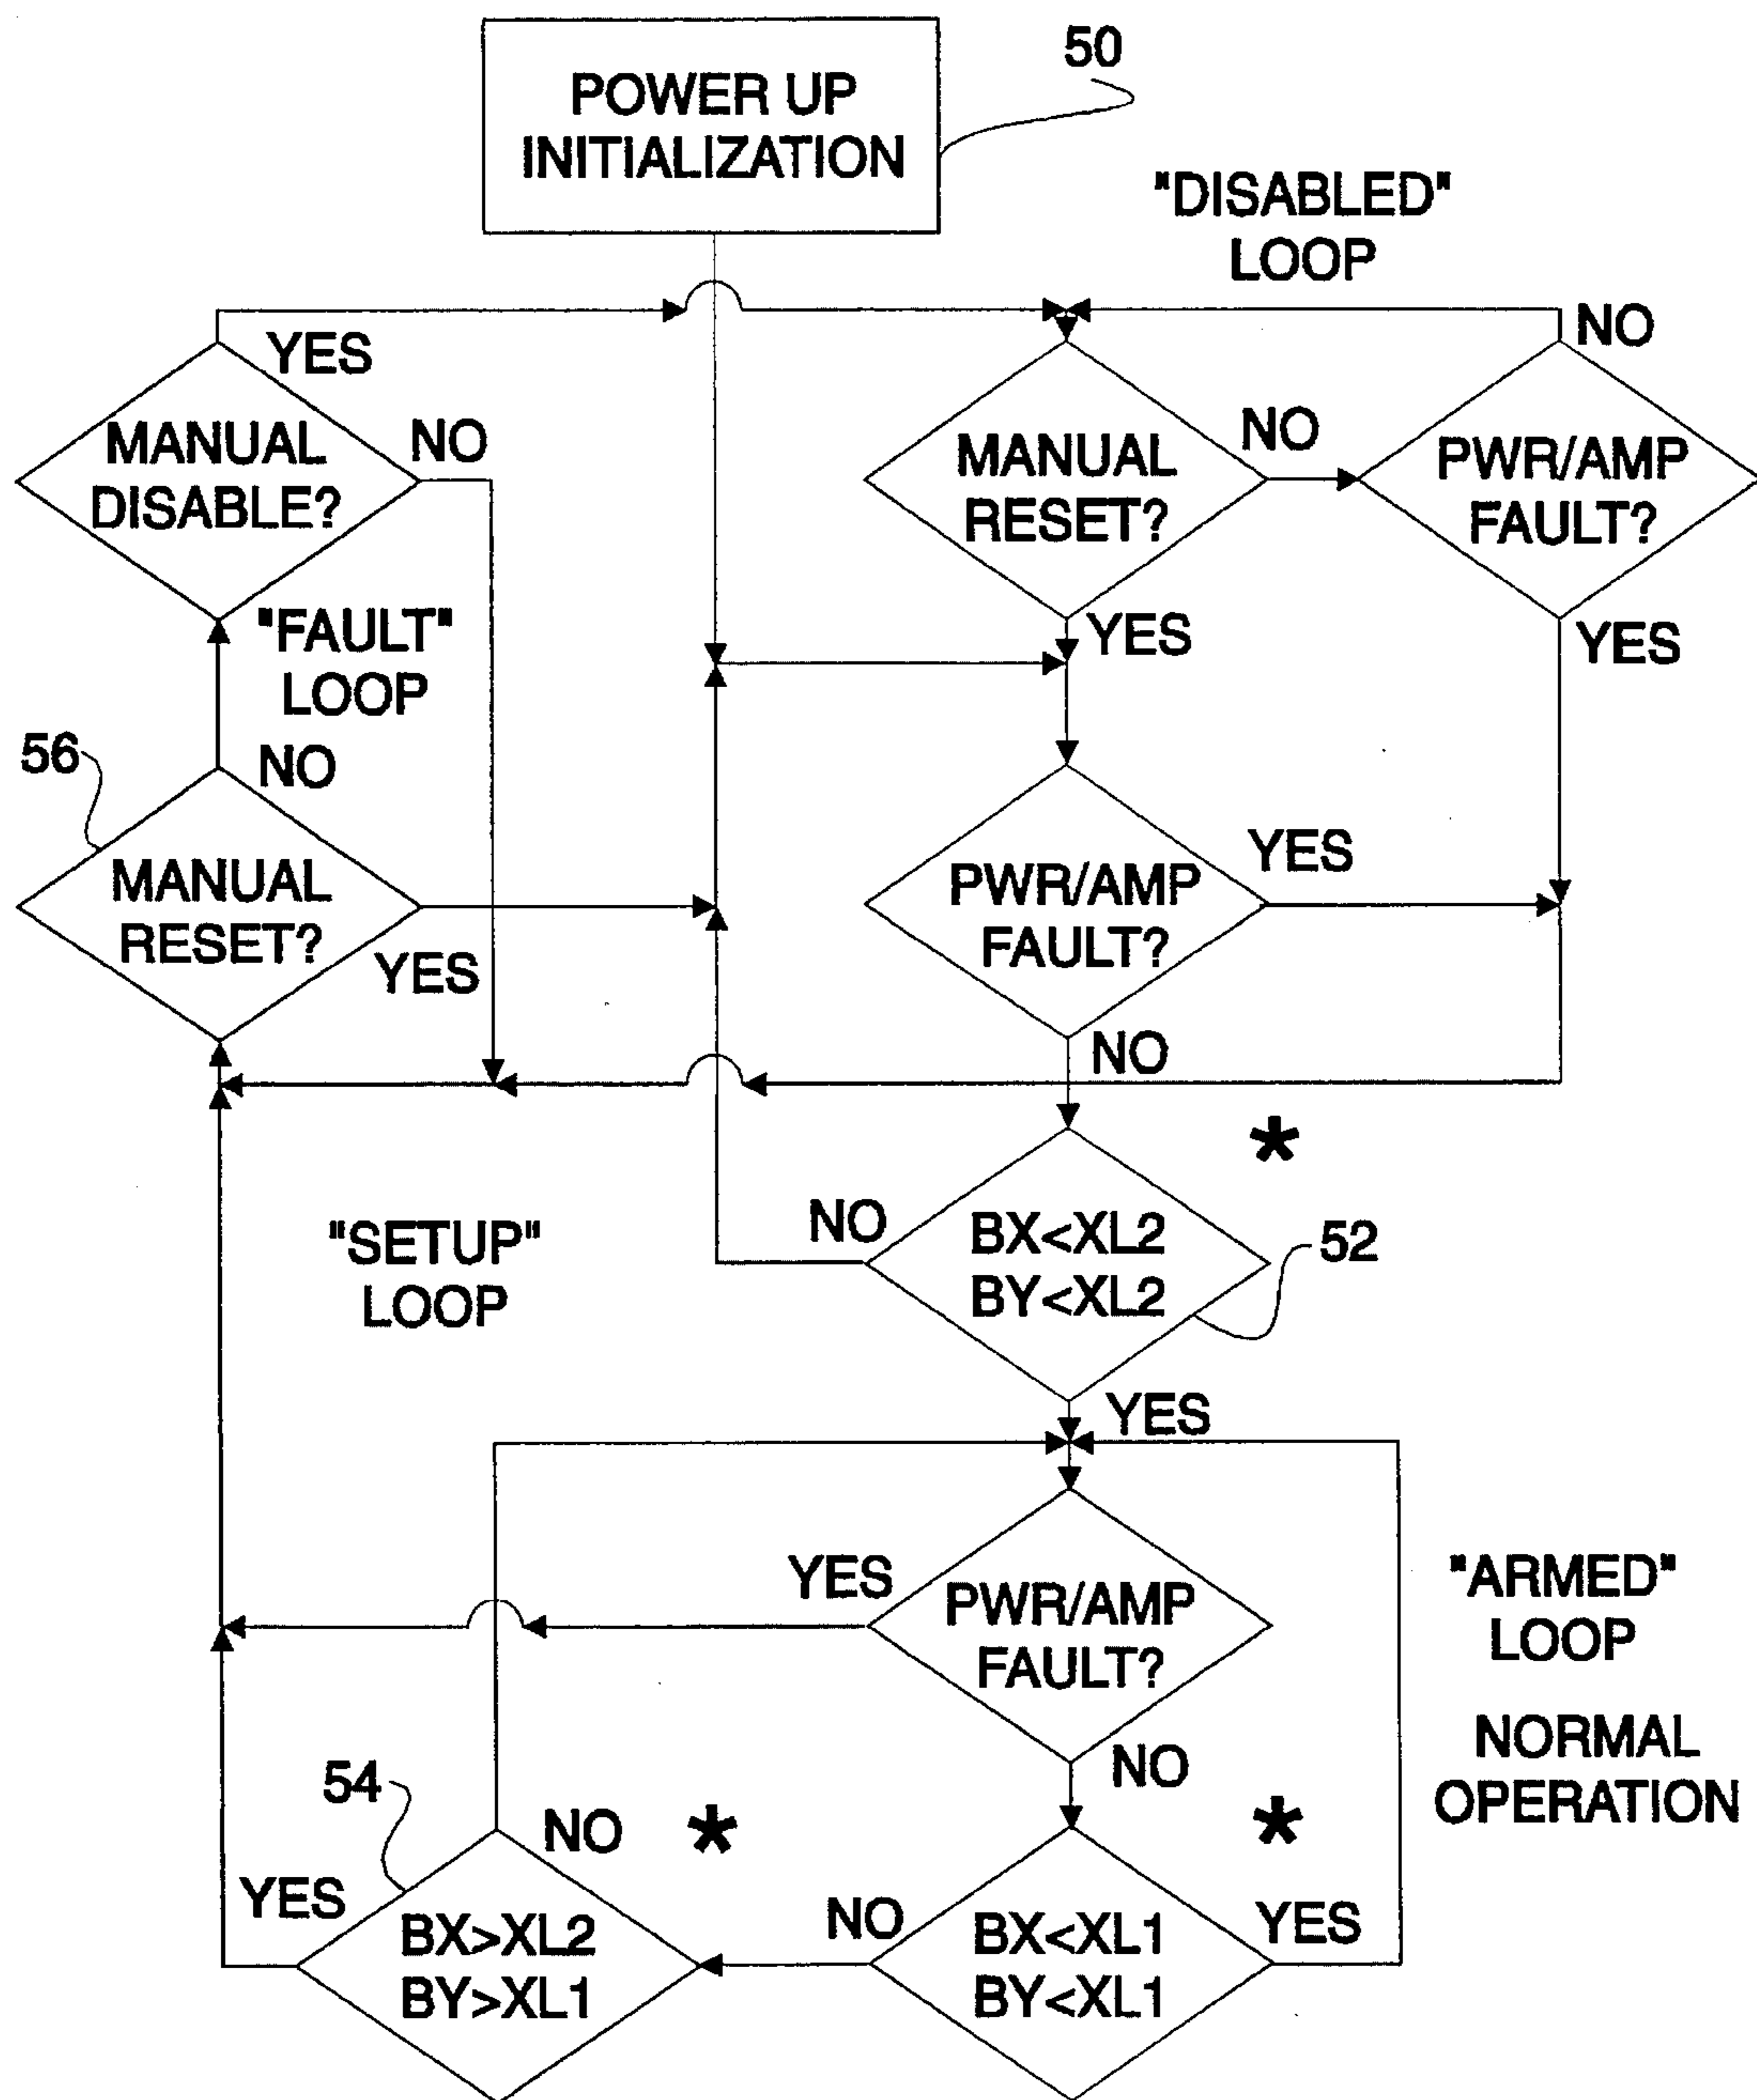 POWER UP
INITIALIZATION
50
"DISABLED"
LOOP
YES
NO
MANUAL
DISABLE?
NO
MANUAL
RESET?
NO
PWR/AMP
FAULT?
"FAULT"
LOOP
YES
YES
56
NO
MANUAL
RESET?
YES
PWR/AMP
FAULT?
YES
NO
*
"SETUP"
LOOP
NO
BX<XL2
BY<XL2
52
YES
YES
PWR/AMP
FAULT?
"ARMED"
LOOP
NORMAL
OPERATION
NO
54
NO
*
*
YES
BX>XL2
BY>XL1
NO
BX<XL1
BY<XL1
YES